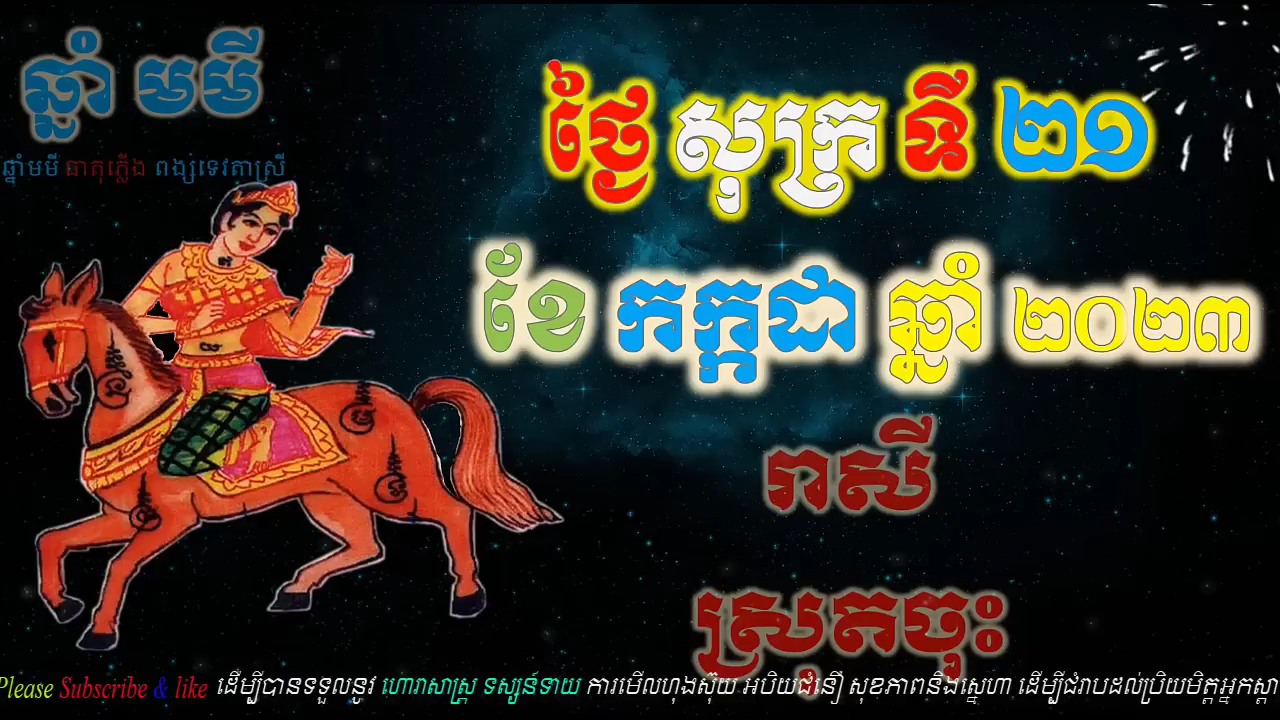 ឆ្នាំ មមី
ឆ្នាំមមី ធាតុភ្លើង ពង្សទេវតាស្រី
ថ្ងៃ សុក្រ ទី ២១
ខែ កក្កដា ឆ្នាំ ២០២៣
រាសី
ស្រុតចុះ
Please Subscribe & like ដើម្បីបានទទួលនូវ ហោរាសាស្ត្រ ទស្សន៍ទាយ ការមើលហុងស៊ុយ អបិយជំនឿ សុខភាពនិងស្នេហា ដើម្បីជំរាបដល់ប្រិយមិត្តអ្នកស្តា